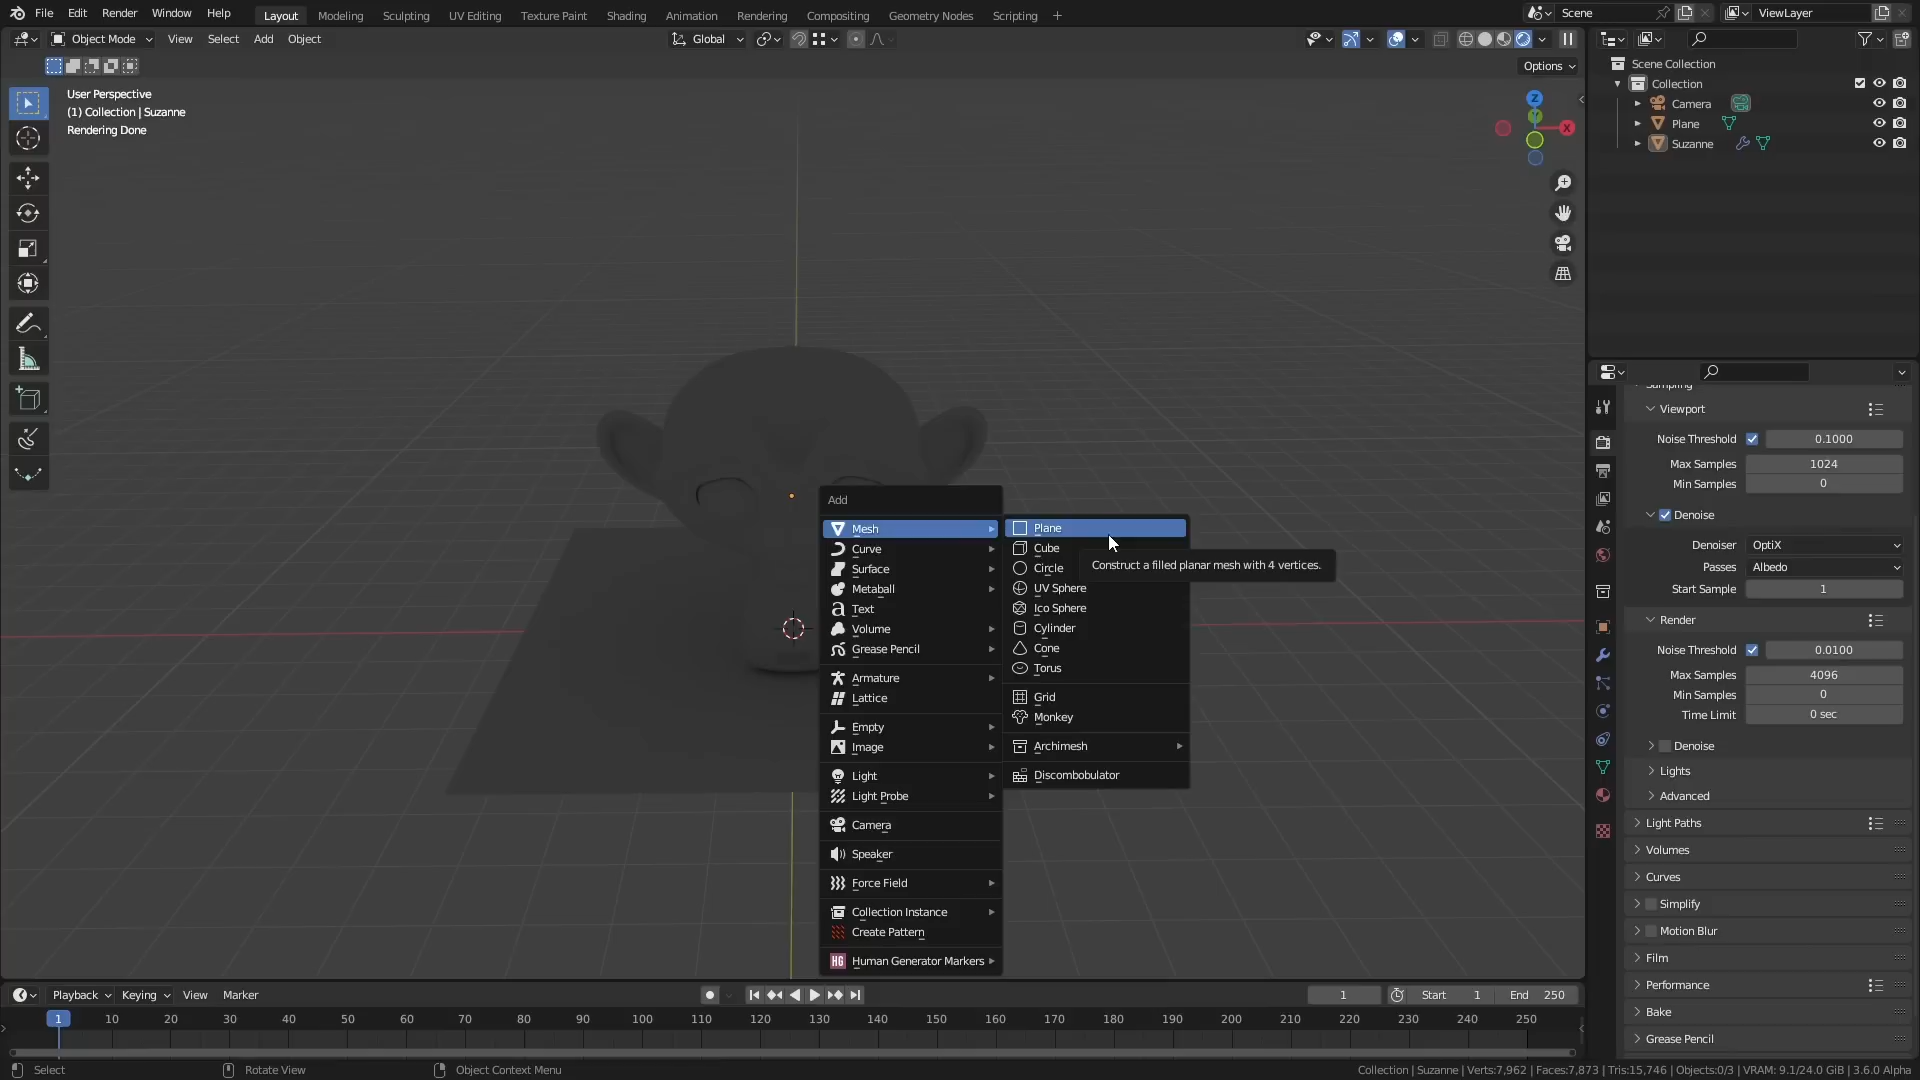 File Edit Render Window Help Layout Modeling Sculpting UV Editing Texture Paint Shading Animation Rendering Compositing Geometry Nodes Scripting + Scene ViewLayer
Object Mode View Select Add Object Global
Options
User Perspective
(1) Collection | Suzanne
Rendering Done
Z
X
Scene Collection
Collection
Camera
Plane
Suzanne
Add
Mesh
Curve
Surface
Metaball
Text
Volume
Grease Pencil
Armature
Lattice
Empty
Image
Light
Light Probe
Camera
Speaker
Force Field
Collection Instance
Create Pattern
HG Human Generator Markers
Plane
Cube
Circle
UV Sphere
Ico Sphere
Cylinder
Cone
Torus
Grid
Monkey
Archimesh
Discombobulator
Construct a filled planar mesh with 4 vertices.
Sampling
Viewport
Noise Threshold 0.1000
Max Samples 1024
Min Samples 0
Denoise
Denoiser OptiX
Passes Albedo
Start Sample 1
Render
Noise Threshold 0.0100
Max Samples 4096
Min Samples 0
Time Limit 0 sec
Denoise
Lights
Advanced
Light Paths
Volumes
Curves
Simplify
Motion Blur
Film
Performance
Bake
Grease Pencil
Playback Keying View Marker 1 Start 1 End 250
1 10 20 30 40 50 60 70 80 90 100 110 120 130 140 150 160 170 180 190 200 210 220 230 240 250
Select Rotate View Object Context Menu Collection | Suzanne | Verts:7,962 | Faces:7,873 | Tris:15,746 | Objects:0/3 | VRAM: 9.1/24.0 GiB | 3.6.0 Alpha